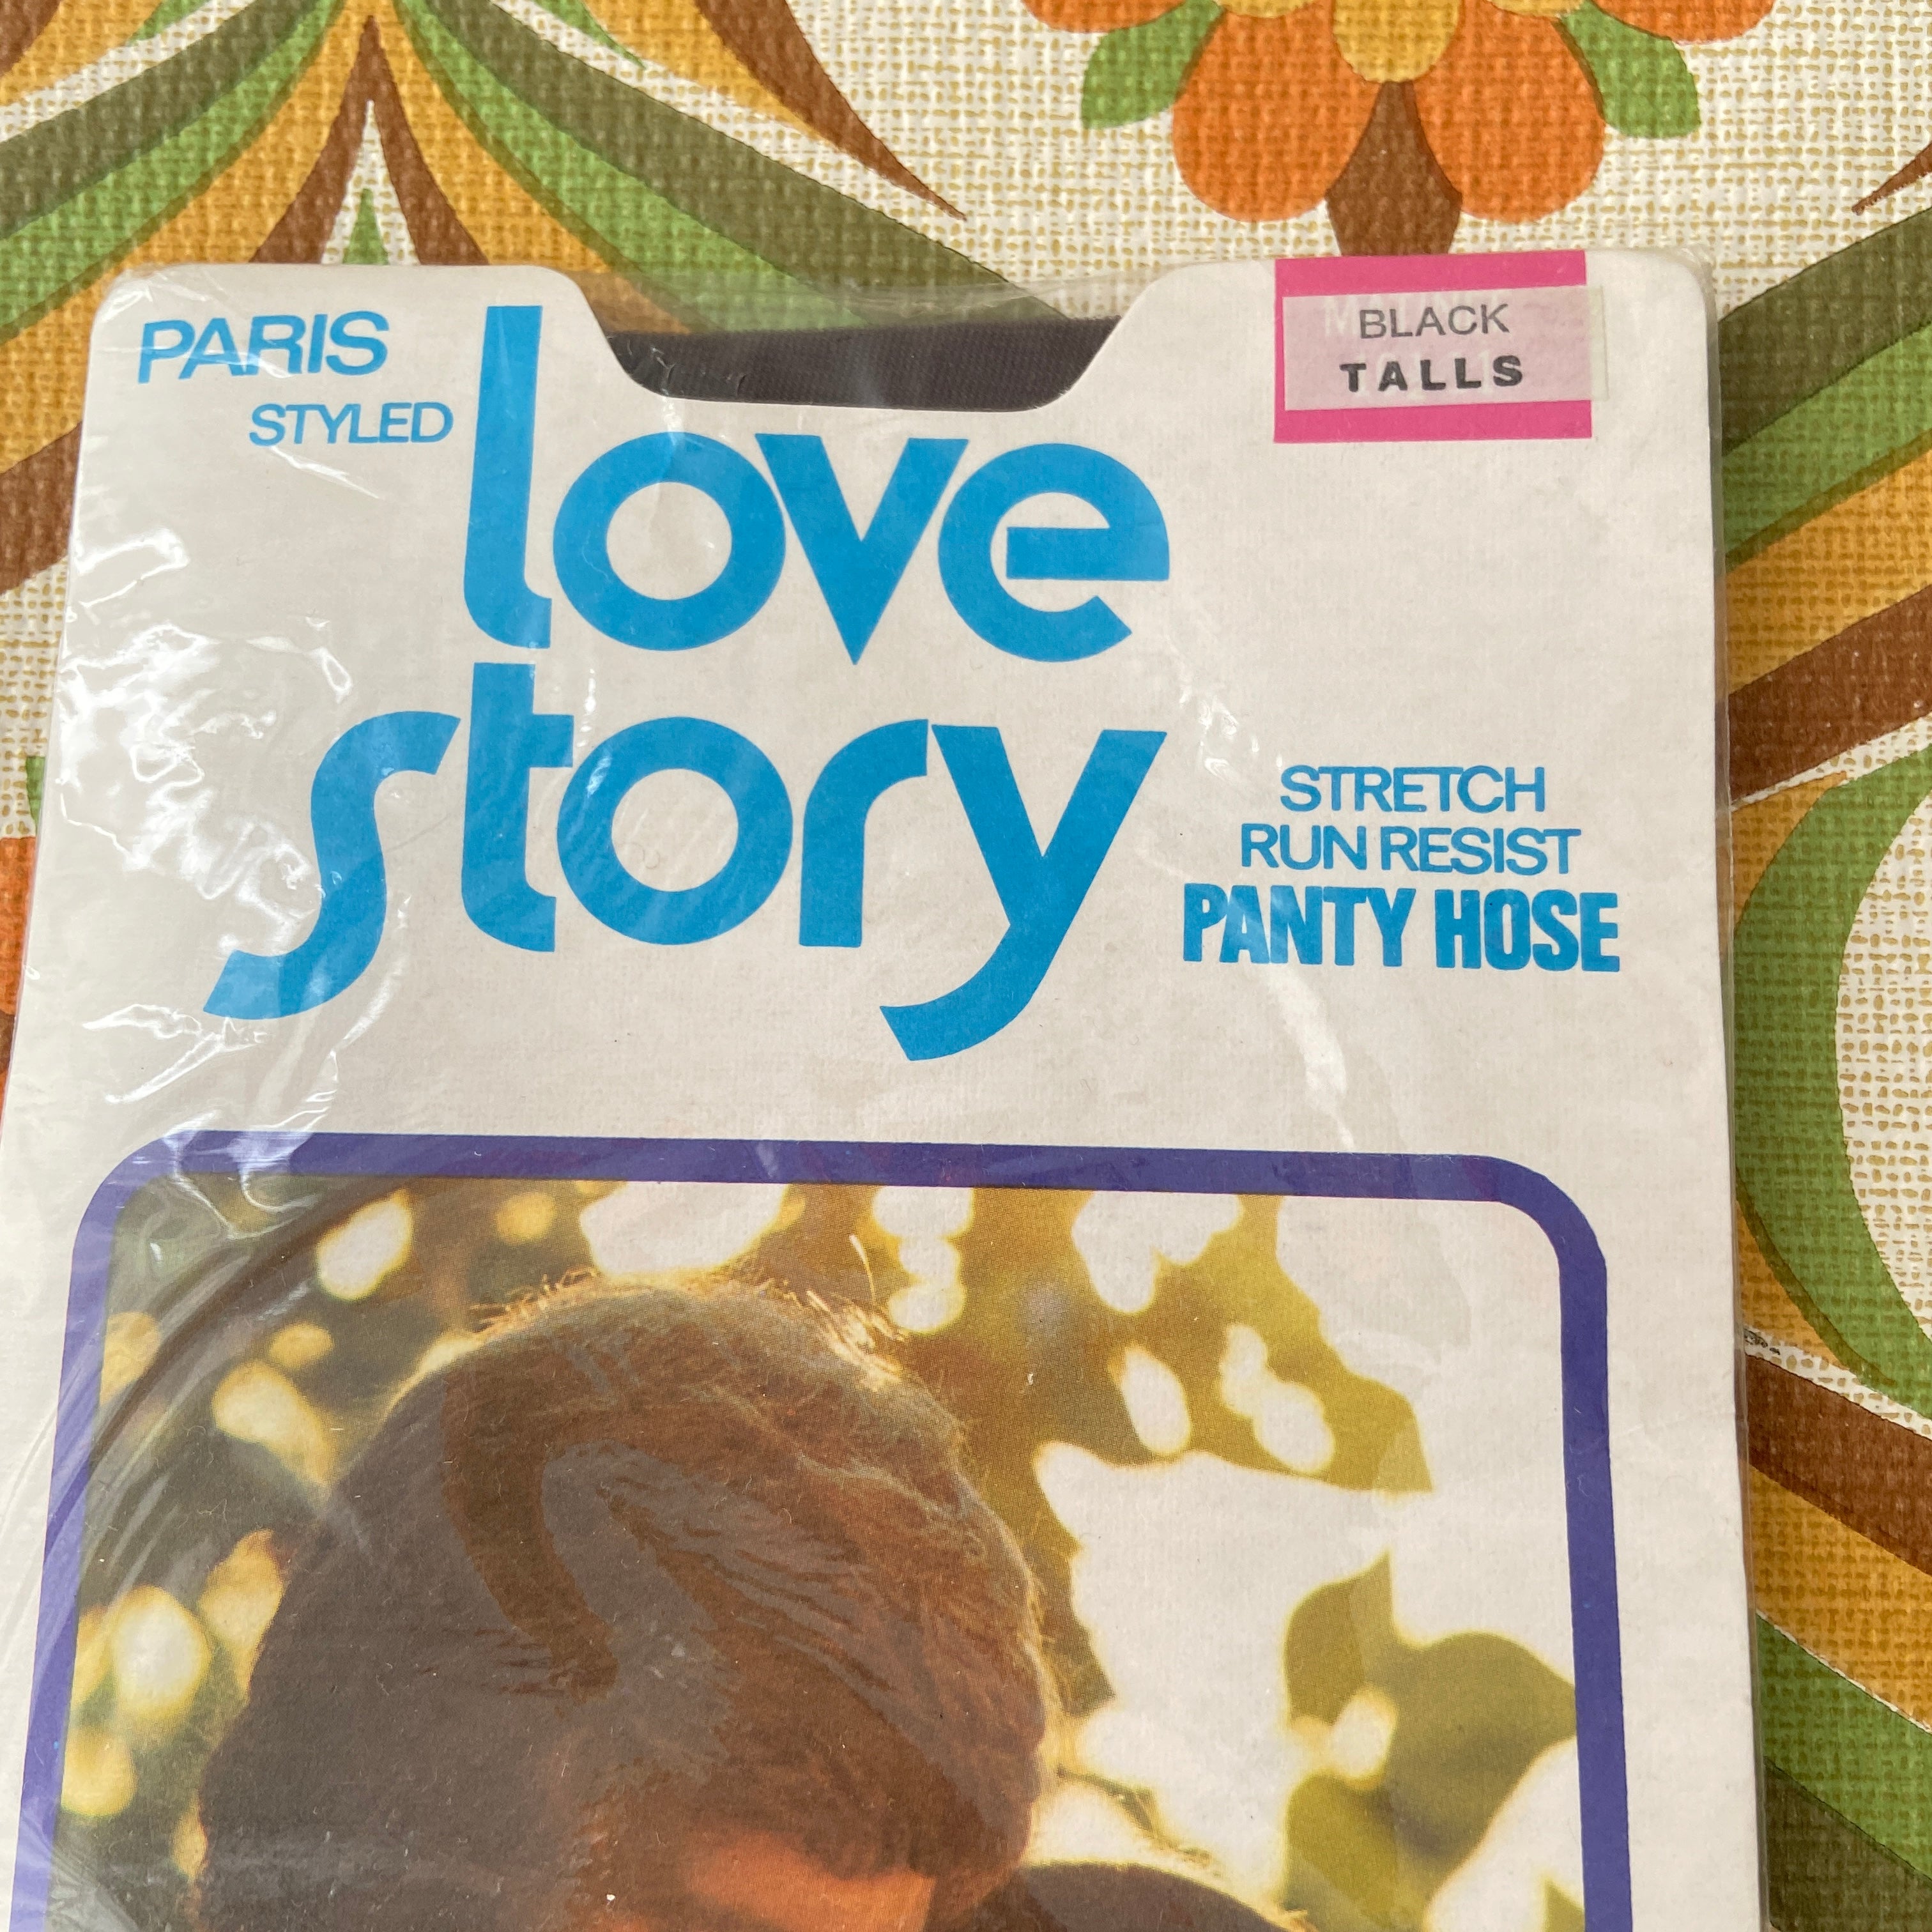 PARIS
STYLED
love
story
BLACK
TALLS
STRETCH
RUN RESIST
PANTY HOSE